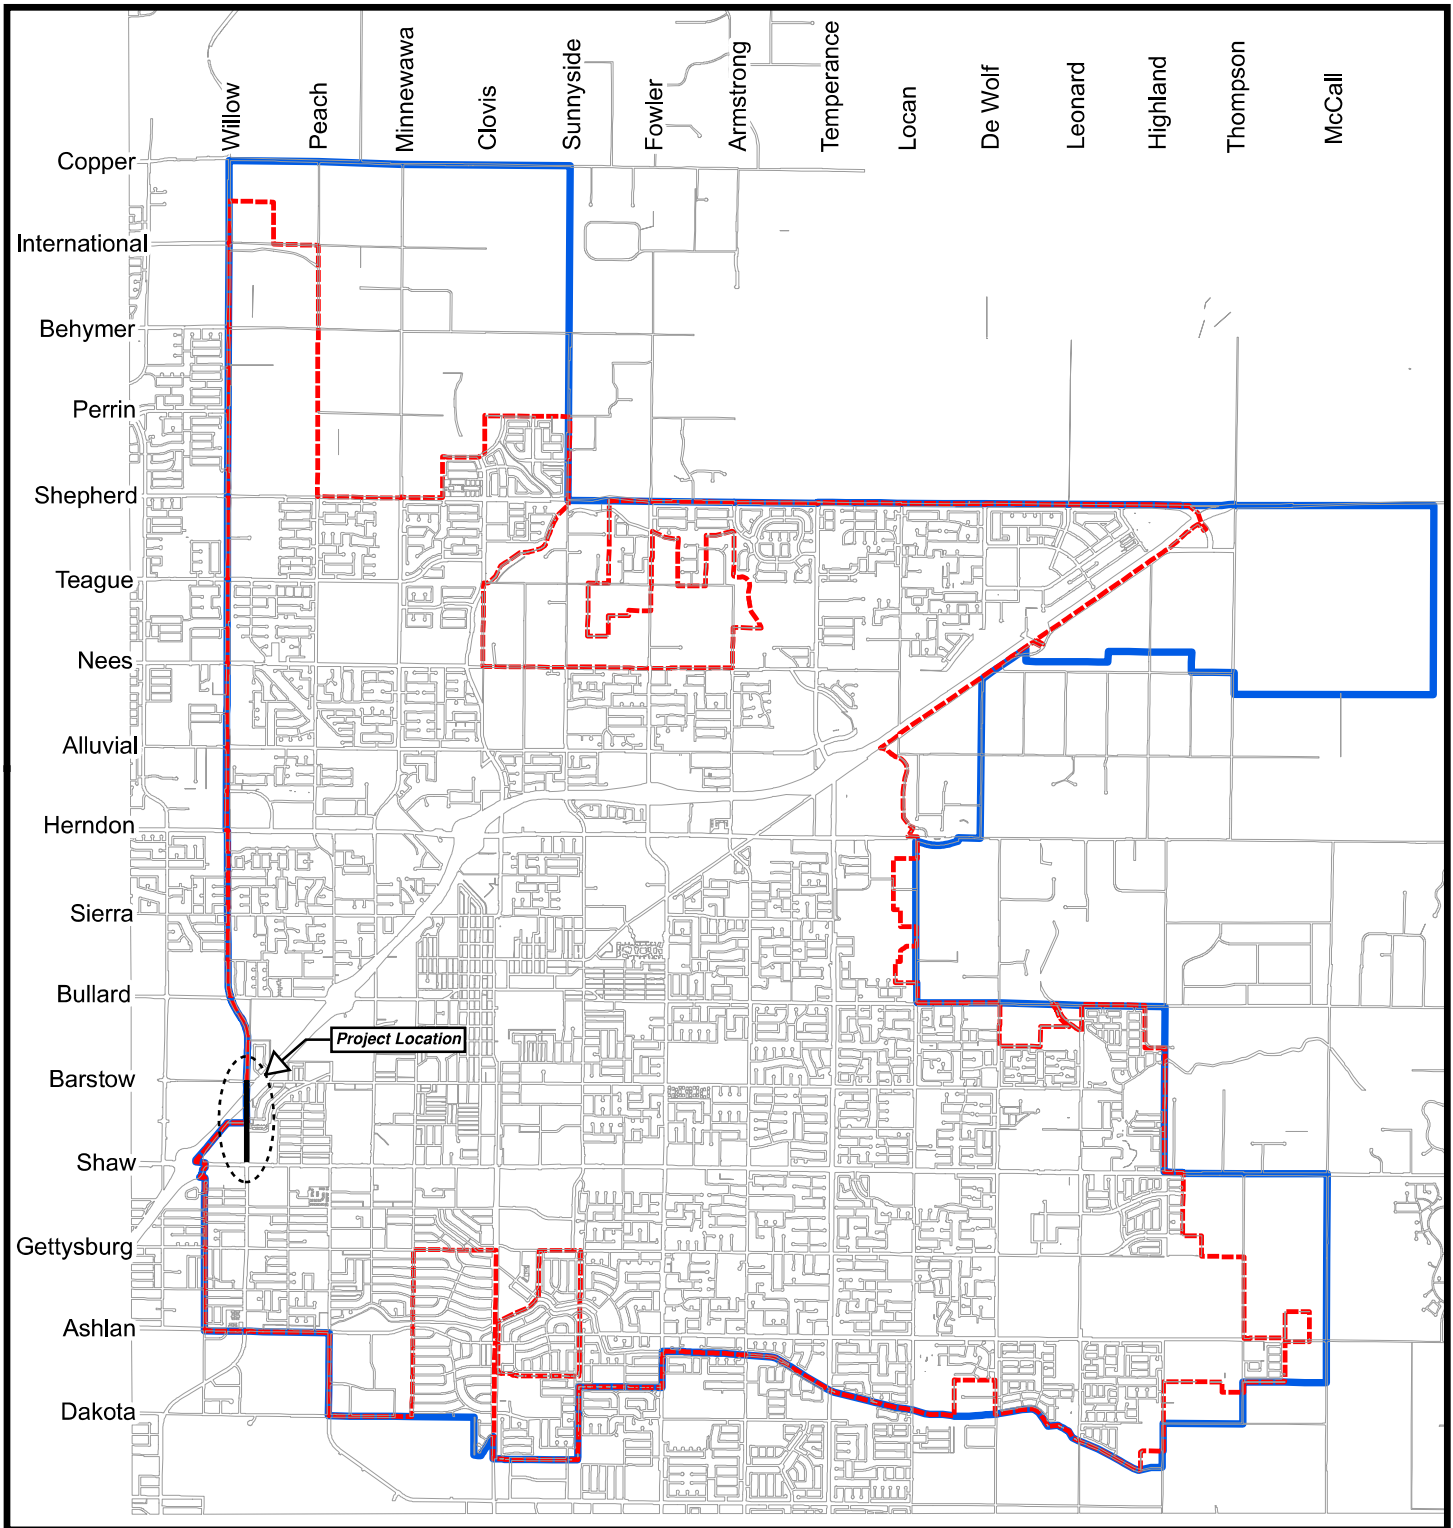 Willow
Peach
Minnewawa
Clovis
Sunnyside
Fowler
Armstrong
Temperance
Locan
De Wolf
Leonard
Highland
Thompson
McCall
Copper
International
Behymer
Perrin
Shepherd
Teague
Nees
Alluvial
Herndon
Sierra
Bullard
Project Location
Barstow
Shaw
Gettysburg
Ashlan
Dakota